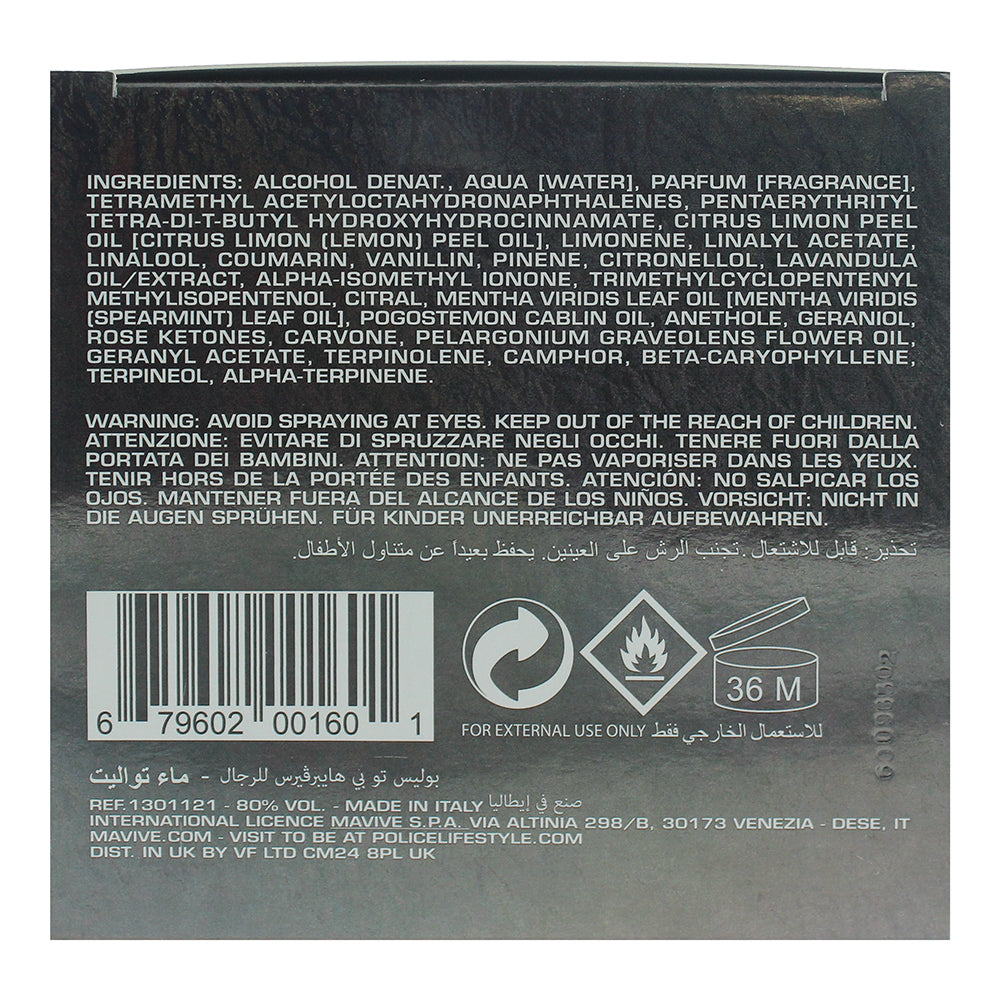 INGREDIENTS: ALCOHOL DENAT., AQUA [WATER], PARFUM [FRAGRANCE],
TETRAMETHYL ACETYLOCTAHYDRONAPHTHALENES, PENTAERYTHRITYL
TETRA-DI-T-BUTYL HYDROXYHYDROCINNAMATE, CITRUS LIMON PEEL
OIL [CITRUS LIMON (LEMON) PEEL OIL], LIMONENE, LINALYL ACETATE,
LINALOOL, COUMARIN, VANILLIN, PINENE, CITRONELLOL, LAVANDULA
OIL/EXTRACT, ALPHA-ISOMETHYL IONONE, TRIMETHYLCYCLOPENTENYL
METHYLISOPENTENOL, CITRAL, MENTHA VIRIDIS LEAF OIL [MENTHA VIRIDIS
(SPEARMINT) LEAF OIL], POGOSTEMON CABLIN OIL, ANETHOLE, GERANIOL,
ROSE KETONES, CARVONE, PELARGONIUM GRAVEOLENS FLOWER OIL,
GERANYL ACETATE, TERPINOLENE, CAMPHOR, BETA-CARYOPHYLLENE,
TERPINEOL, ALPHA-TERPINENE.
WARNING: AVOID SPRAYING AT EYES. KEEP OUT OF THE REACH OF CHILDREN.
ATTENZIONE: EVITARE DI SPRUZZARE NEGLI OCCHI. TENERE FUORI DALLA
PORTATA DEI BAMBINI. ATTENTION: NE PAS VAPORISER DANS LES YEUX.
TENIR HORS DE LA PORTÉE DES ENFANTS. ATENCIÓN: NO SALPICAR LOS
OJOS. MANTENER FUERA DEL ALCANCE DE LOS NIÑOS. VORSICHT: NICHT IN
DIE AUGEN SPRÜHEN. FÜR KINDER UNERREICHBAR AUFBEWAHREN.
تحذير: قابل للاشتعال .تجنب الرش على العينين. يحفظ بعيداً عن متناول الأطفال.
36 M
6 79602 00160 1
FOR EXTERNAL USE ONLY للاستعمال الخارجي فقط
بوليس تو بي هايبرڤيرس للرجال - ماء تواليت
REF.1301121 - 80% VOL. - MADE IN ITALY صنع في إيطاليا
INTERNATIONAL LICENCE MAVIVE S.P.A. VIA ALTINIA 298/B, 30173 VENEZIA - DESE, IT
MAVIVE.COM - VISIT TO BE AT POLICELIFESTYLE.COM
DIST. IN UK BY VF LTD CM24 8PL UK